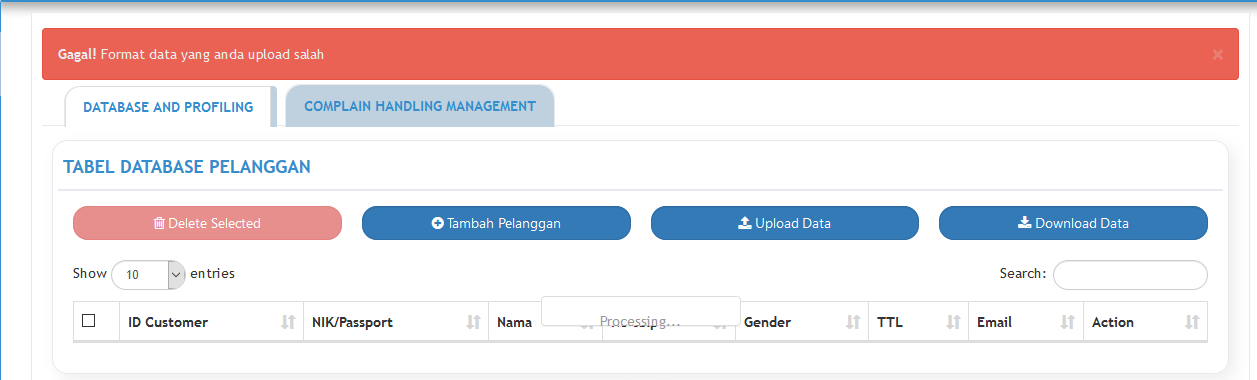 Gagal! Format data yang anda upload salah ×
DATABASE AND PROFILING COMPLAIN HANDLING MANAGEMENT
TABEL DATABASE PELANGGAN
Delete Selected Tambah Pelanggan Upload Data Download Data
Show 10 entries Search:
Processing...
ID Customer NIK/Passport Nama Gender TTL Email Action